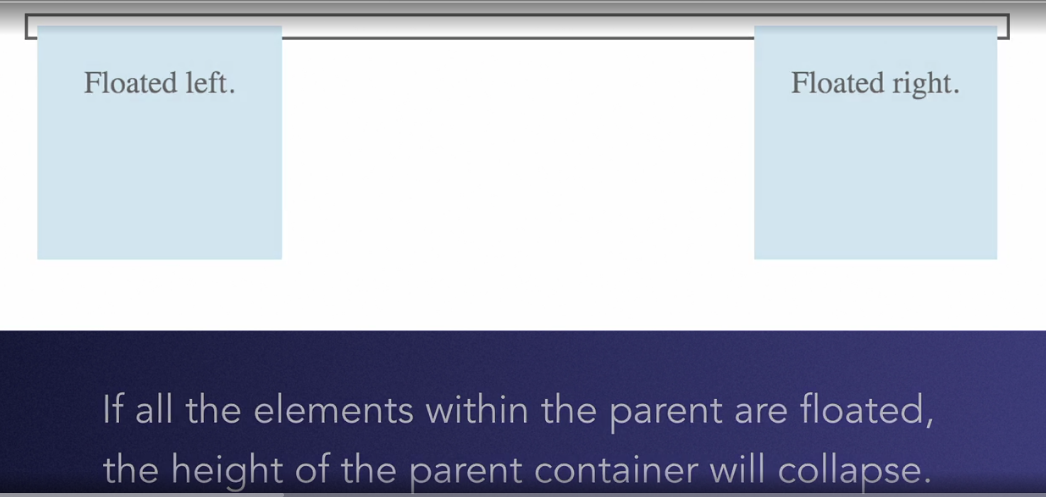 Floated left.
Floated right.
If all the elements within the parent are floated,
the height of the parent container will collapse.